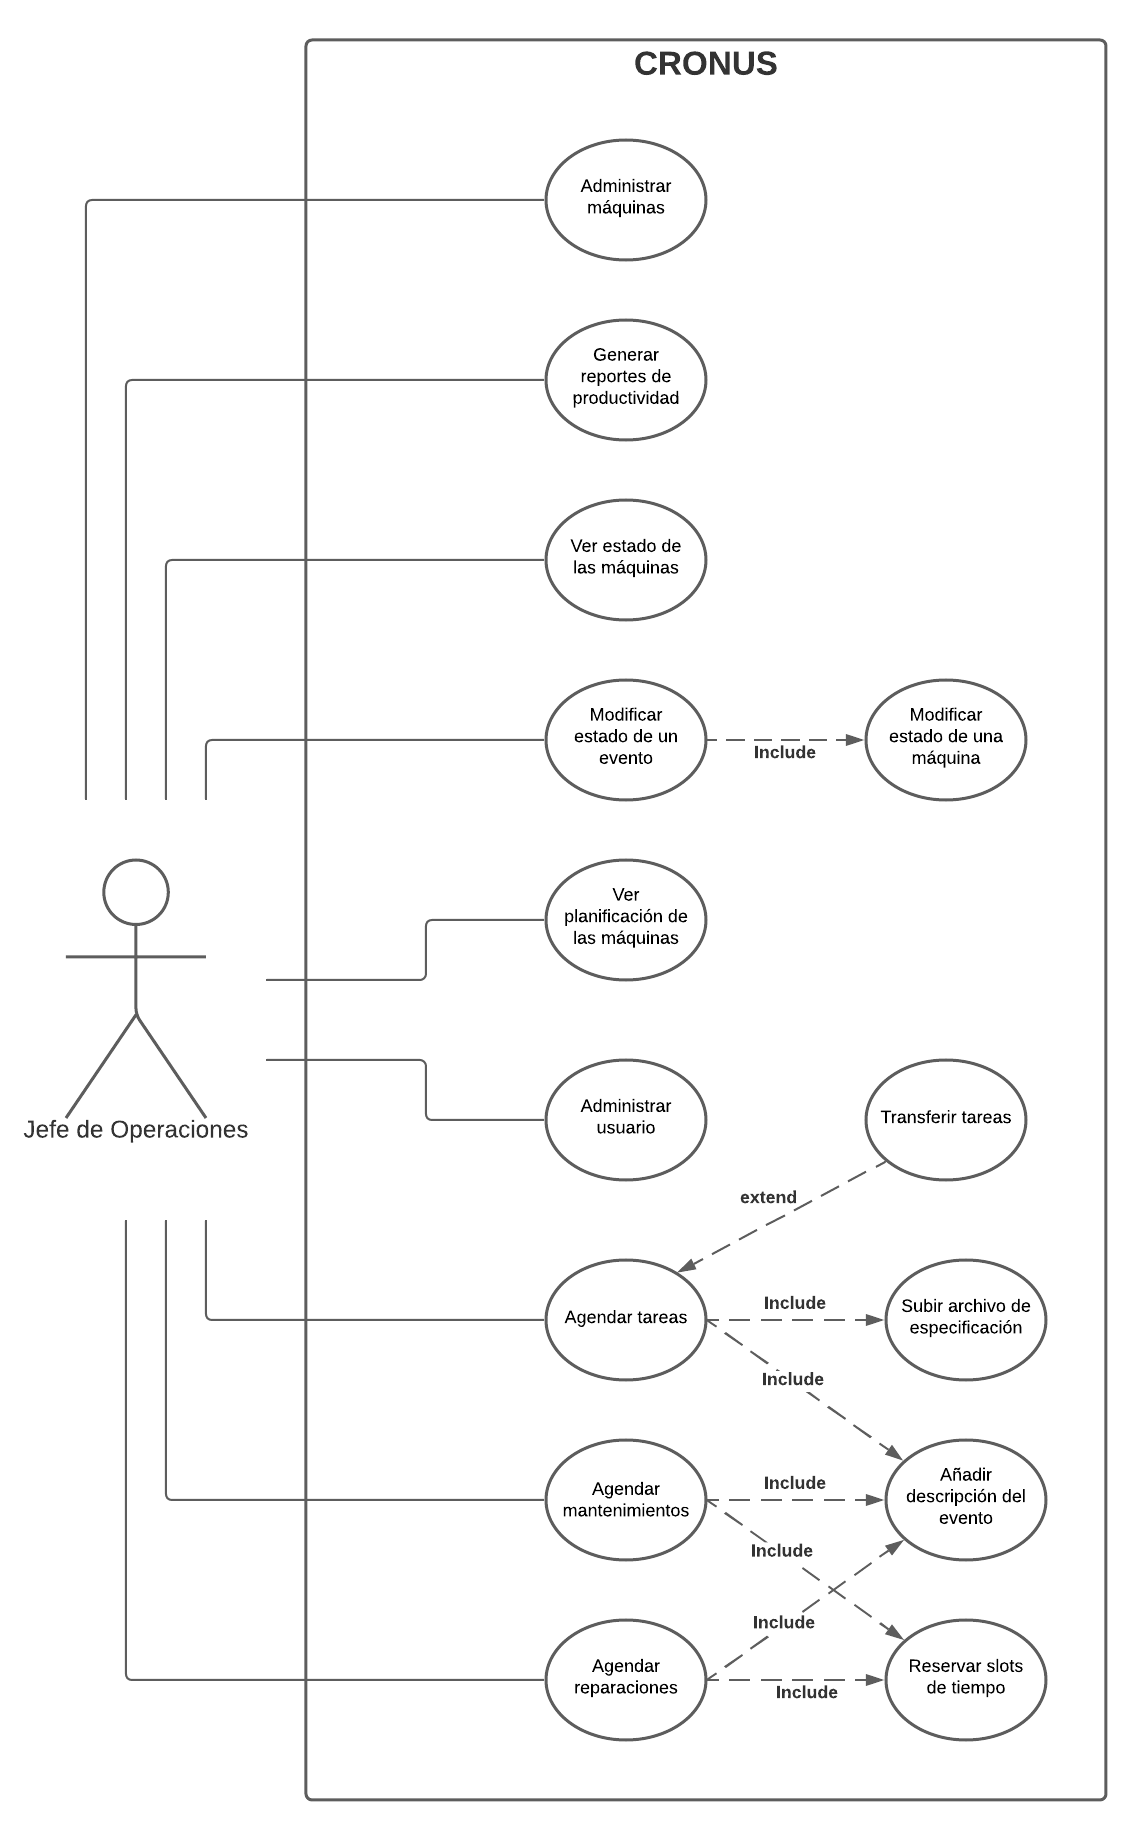 CRONUS
Administrar
máquinas
Generar
reportes de
productividad
Ver estado de
las máquinas
Modificar
estado de un
evento
Include
Modificar
estado de una
máquina
Ver
planificación de
las máquinas
Jefe de Operaciones
Administrar
usuario
Transferir tareas
extend
Agendar tareas
Include
Subir archivo de
especificación
Include
Agendar
mantenimientos
Include
Añadir
descripción del
evento
Include
Include
Agendar
reparaciones
Include
Reservar slots
de tiempo